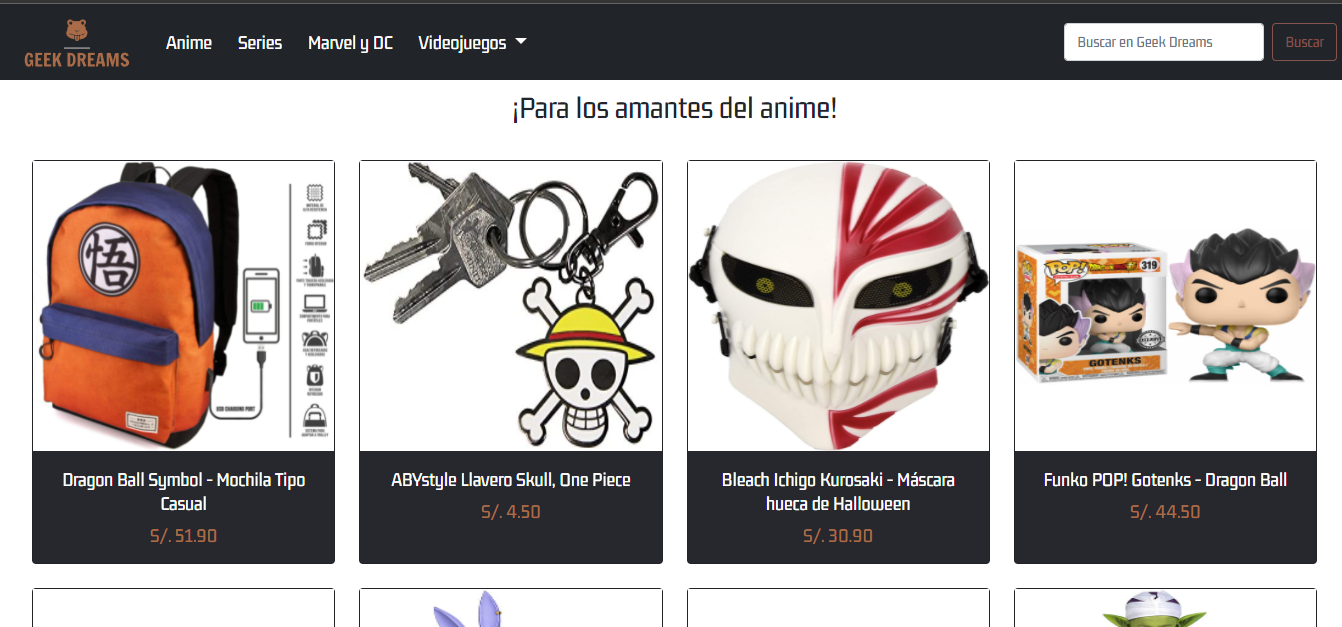 GEEK DREAMS
Anime
Series
Marvel y DC
Videojuegos
Buscar en Geek Dreams
Buscar
¡Para los amantes del anime!
悟
USB CHARGING PORT
POP!
319
GOTENKS
Dragon Ball Symbol - Mochila Tipo
Casual
S/. 51.90
ABYstyle Llavero Skull, One Piece
S/. 4.50
Bleach Ichigo Kurosaki - Máscara
hueca de Halloween
S/. 30.90
Funko POP! Gotenks - Dragon Ball
S/. 44.50